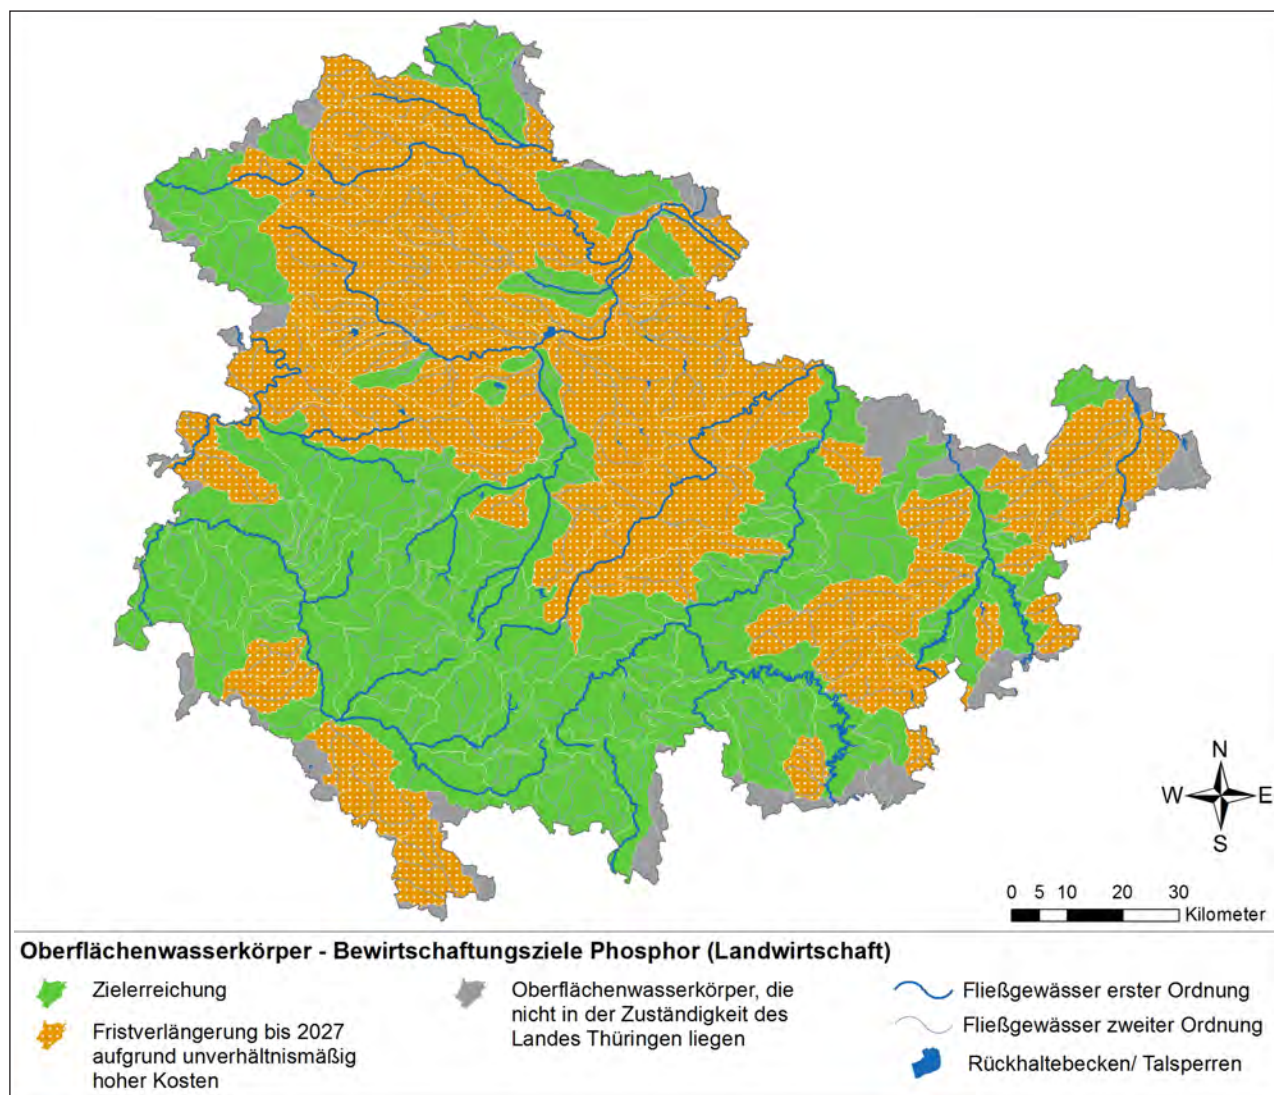 N
W E
S
0 5 10 20 30
Kilometer
Oberflächenwasserkörper - Bewirtschaftungsziele Phosphor (Landwirtschaft)
Zielerreichung
Fristverlängerung bis 2027
aufgrund unverhältnismäßig
hoher Kosten
Oberflächenwasserkörper, die
nicht in der Zuständigkeit des
Landes Thüringen liegen
Fließgewässer erster Ordnung
Fließgewässer zweiter Ordnung
Rückhaltebecken/ Talsperren